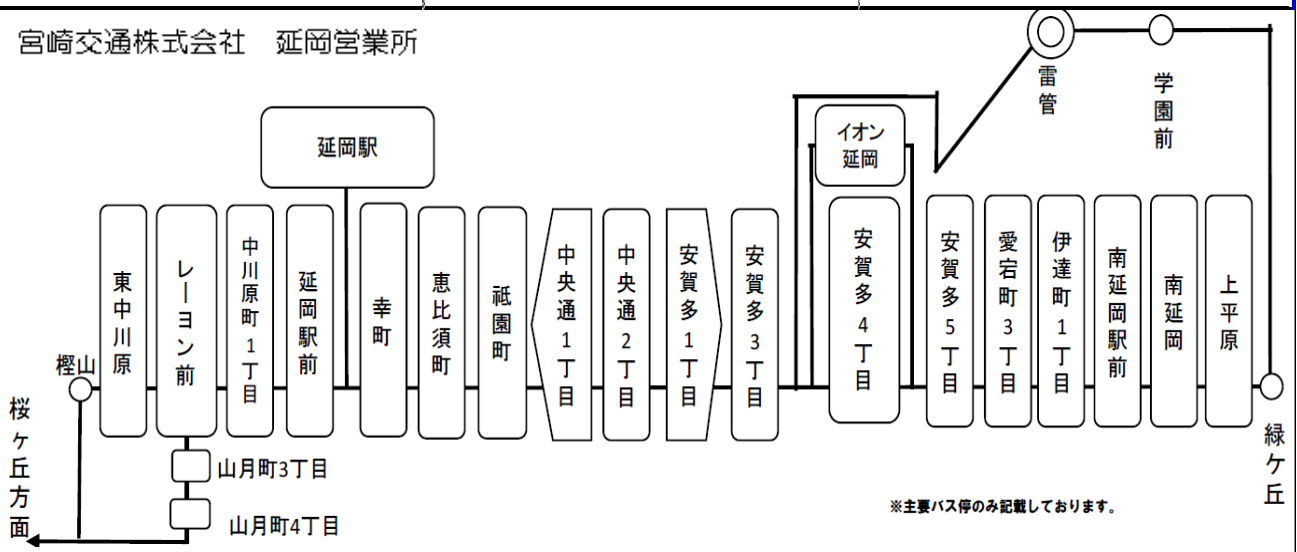 宮崎交通株式会社　延岡営業所
雷管
学園前
延岡駅
イオン
延岡
樫山
東中川原
レーヨン前
中川原町1丁目
延岡駅前
幸町
恵比須町
祗園町
中央通1丁目
中央通2丁目
安賀多1丁目
安賀多3丁目
安賀多4丁目
安賀多5丁目
愛宕町3丁目
伊達町1丁目
南延岡駅前
南延岡
上平原
緑ケ丘
桜ヶ丘方面
山月町3丁目
山月町4丁目
※主要バス停のみ記載しております。